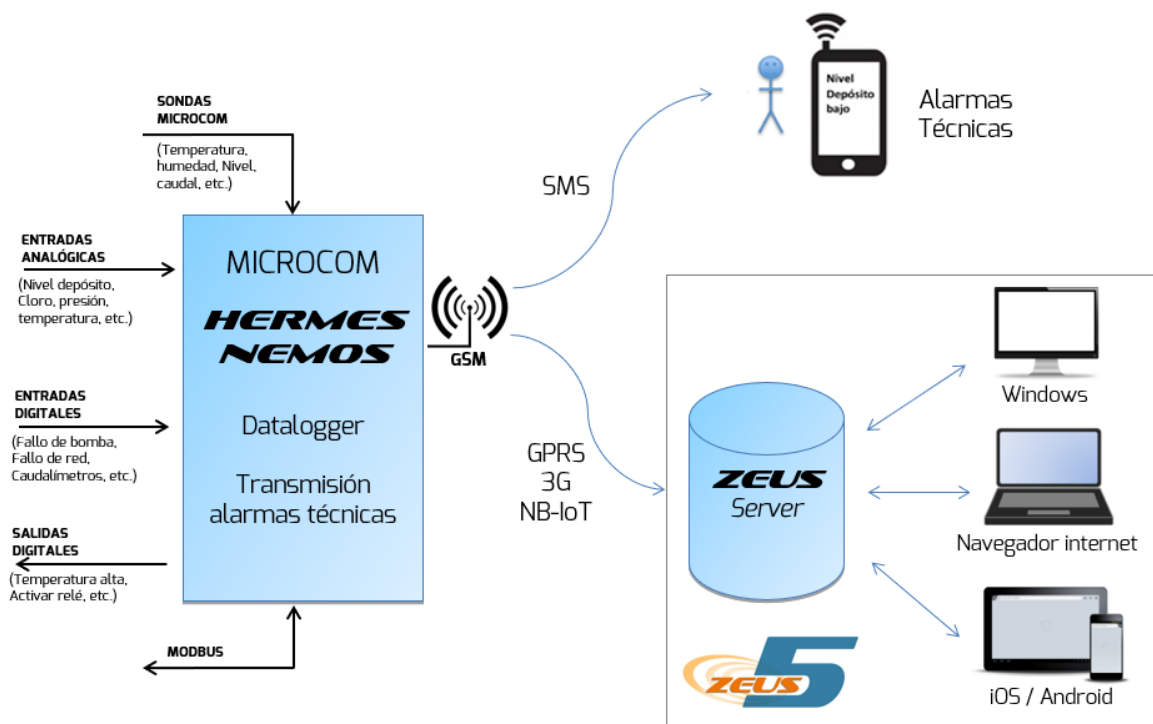 SONDAS
MICROCOM
(Temperatura,
humedad, Nivel,
caudal, etc.)
ENTRADAS
ANALÓGICAS
(Nivel depósito,
Cloro, presión,
temperatura, etc.)
ENTRADAS
DIGITALES
(Fallo de bomba,
Fallo de red,
Caudalímetros, etc.)
SALIDAS
DIGITALES
(Temperatura alta,
Activar relé, etc.)
MODBUS
MICROCOM
HERMES
NEMOS
Datalogger
Transmisión
alarmas técnicas
GSM
SMS
Nivel
Depósito
bajo
Alarmas
Técnicas
GPRS
3G
NB-IoT
ZEUS
Server
Windows
Navegador internet
iOS / Android
ZEUS 5